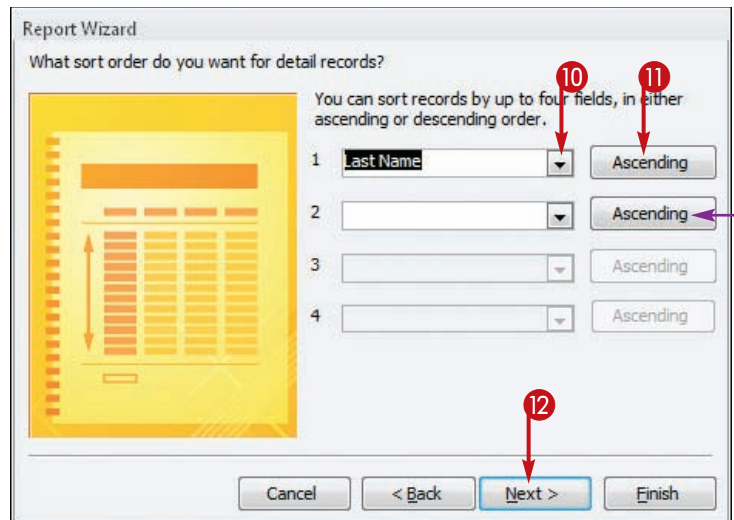 Report Wizard
What sort order do you want for detail records?
10 11
You can sort records by up to four fields, in either
ascending or descending order.
1 Last Name Ascending
2 Ascending
3 Ascending
4 Ascending
12
Cancel < Back Next > Finish